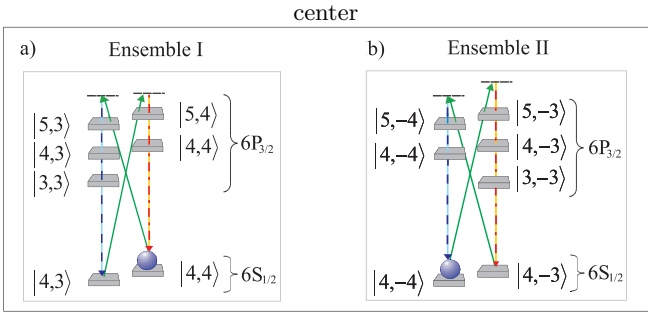 center
a) Ensemble I
b) Ensemble II
|5,3⟩ |5,4⟩
|4,3⟩ |4,4⟩ 6P3/2
|3,3⟩
|4,3⟩ |4,4⟩ 6S1/2
|5,−4⟩ |5,−3⟩
|4,−4⟩ |4,−3⟩ 6P3/2
|3,−3⟩
|4,−4⟩ |4,−3⟩ 6S1/2